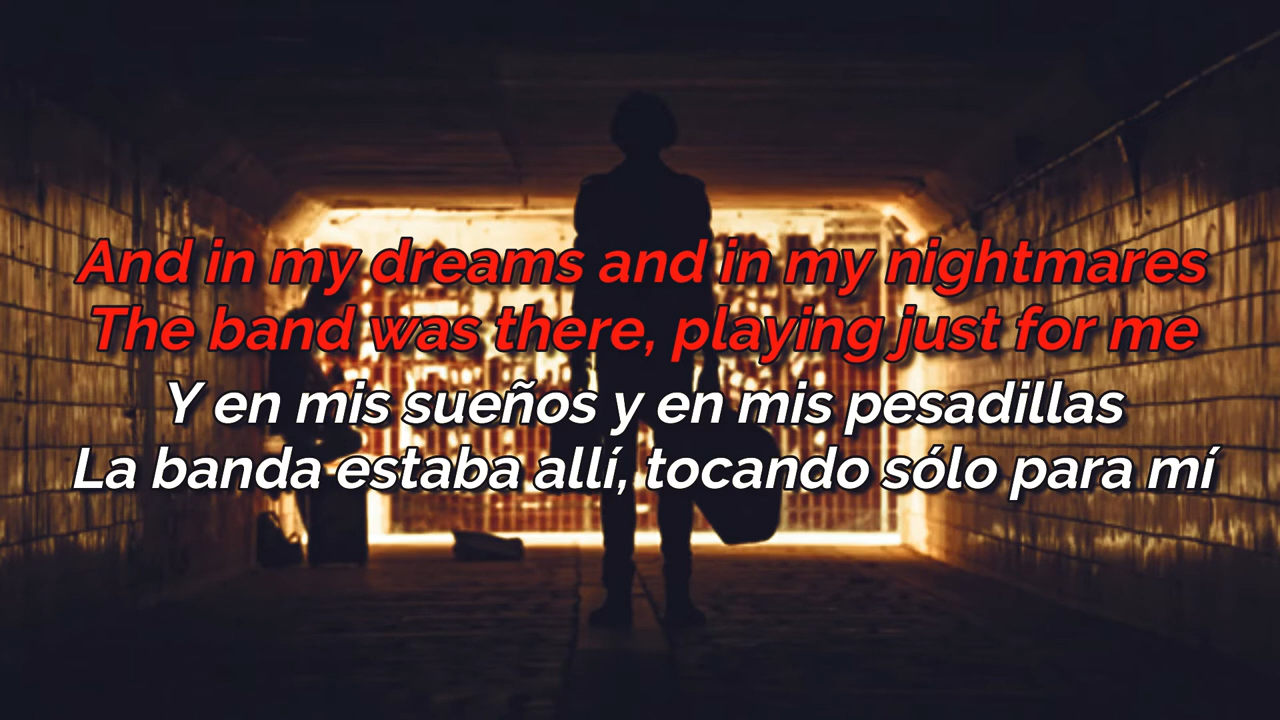 And in my dreams and in my nightmares
The band was there, playing just for me
Y en mis sueños y en mis pesadillas
La banda estaba allí, tocando sólo para mí